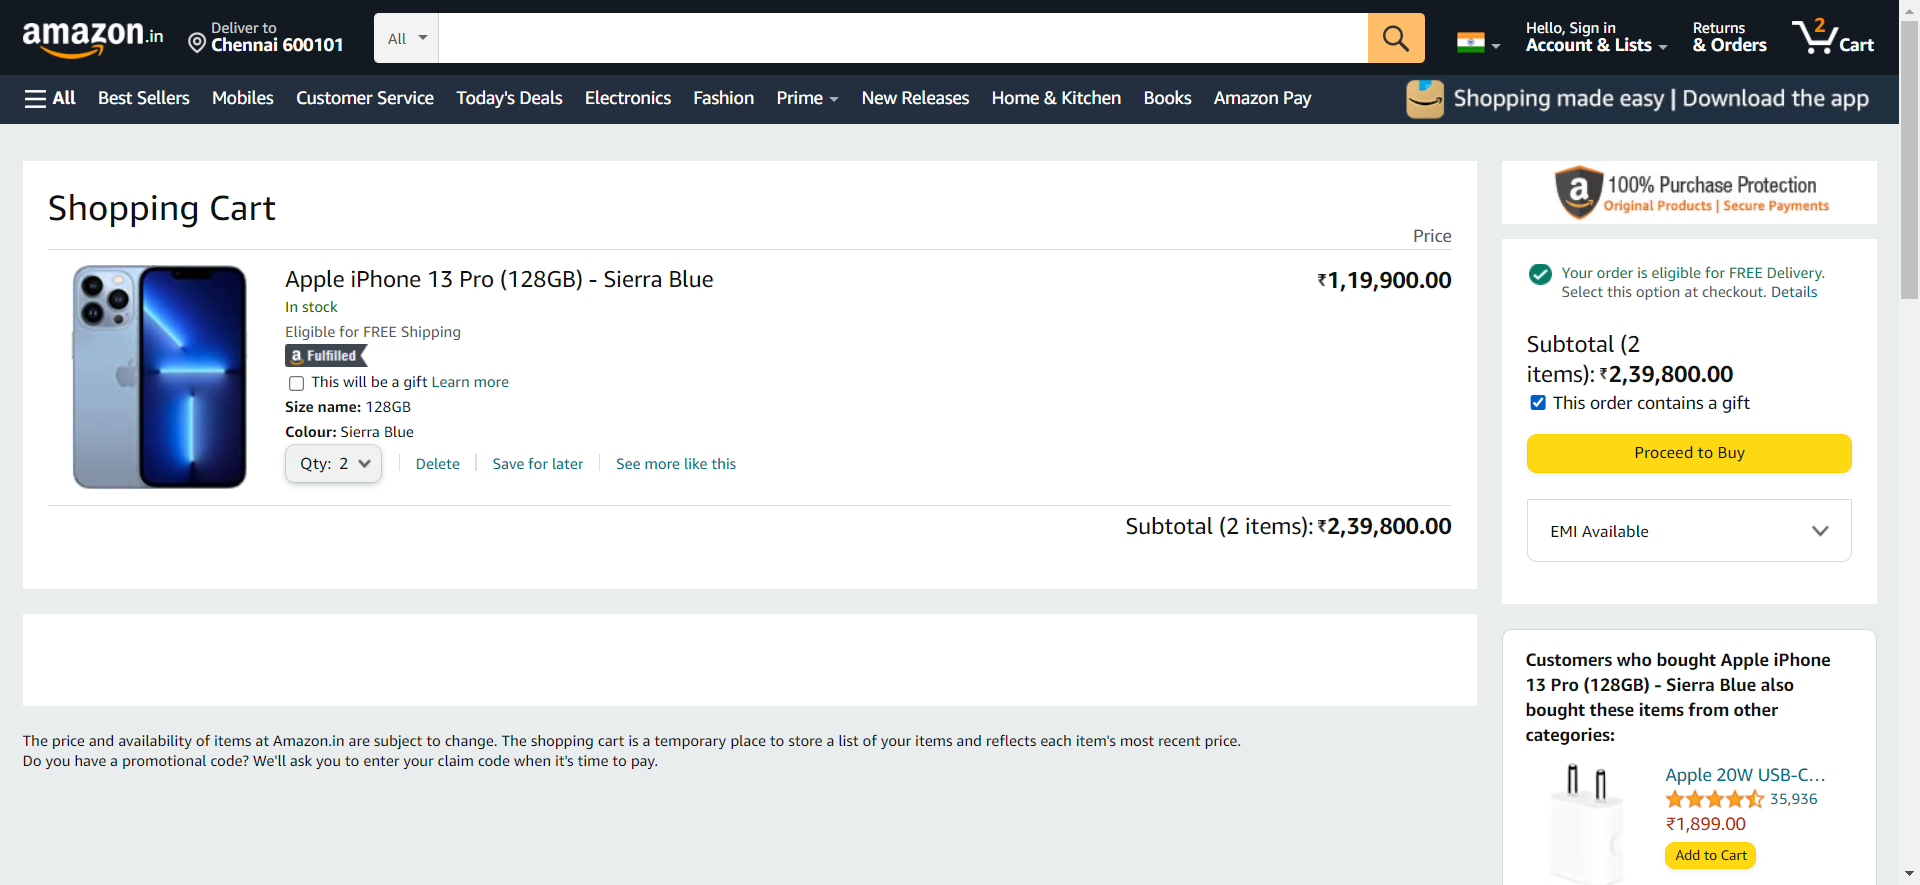 amazon.in
Deliver to
Chennai 600101
All
Hello, Sign in
Account & Lists
Returns
& Orders
2
Cart
All
Best Sellers
Mobiles
Customer Service
Today's Deals
Electronics
Fashion
Prime
New Releases
Home & Kitchen
Books
Amazon Pay
Shopping made easy | Download the app
Shopping Cart
Price
Apple iPhone 13 Pro (128GB) - Sierra Blue
₹1,19,900.00
In stock
Eligible for FREE Shipping
a Fulfilled
This will be a gift Learn more
Size name: 128GB
Colour: Sierra Blue
Qty: 2
Delete
Save for later
See more like this
Subtotal (2 items): ₹2,39,800.00
The price and availability of items at Amazon.in are subject to change. The shopping cart is a temporary place to store a list of your items and reflects each item's most recent price.
Do you have a promotional code? We'll ask you to enter your claim code when it's time to pay.
a
100% Purchase Protection
Original Products | Secure Payments
Your order is eligible for FREE Delivery.
Select this option at checkout. Details
Subtotal (2
items): ₹2,39,800.00
This order contains a gift
Proceed to Buy
EMI Available
Customers who bought Apple iPhone
13 Pro (128GB) - Sierra Blue also
bought these items from other
categories:
Apple 20W USB-C...
35,936
₹1,899.00
Add to Cart